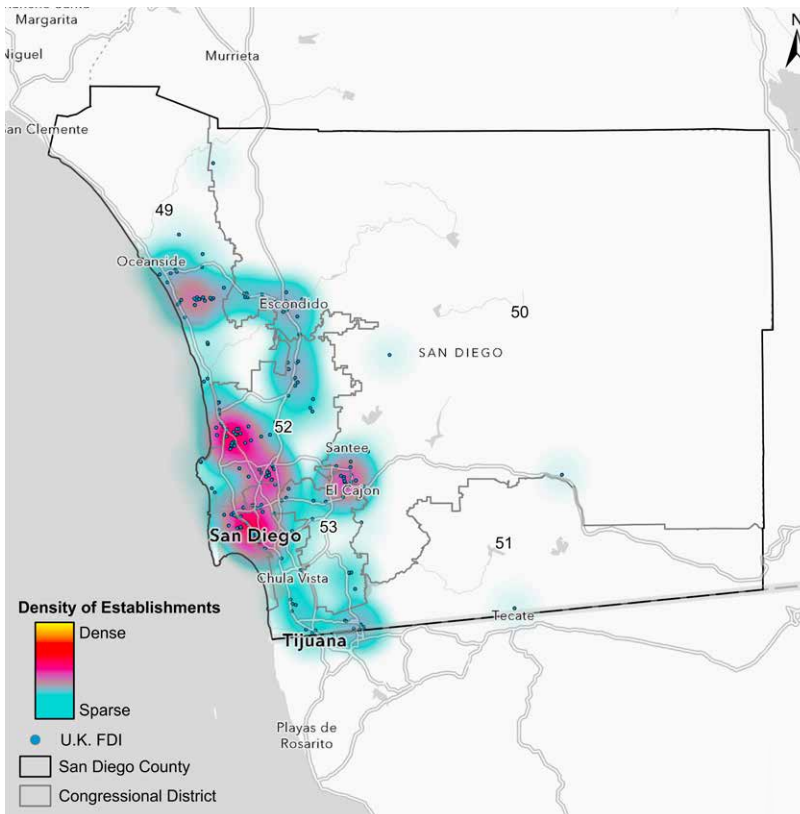 Margarita
Niguel
Murrieta
N
San Clemente
49
Oceanside
Escondido
50
SAN DIEGO
52
Santee
El Cajon
53
San Diego
51
Chula Vista
Density of Establishments
Dense
Sparse
Tecate
Tijuana
U.K. FDI
San Diego County
Congressional District
Playas de
Rosarito